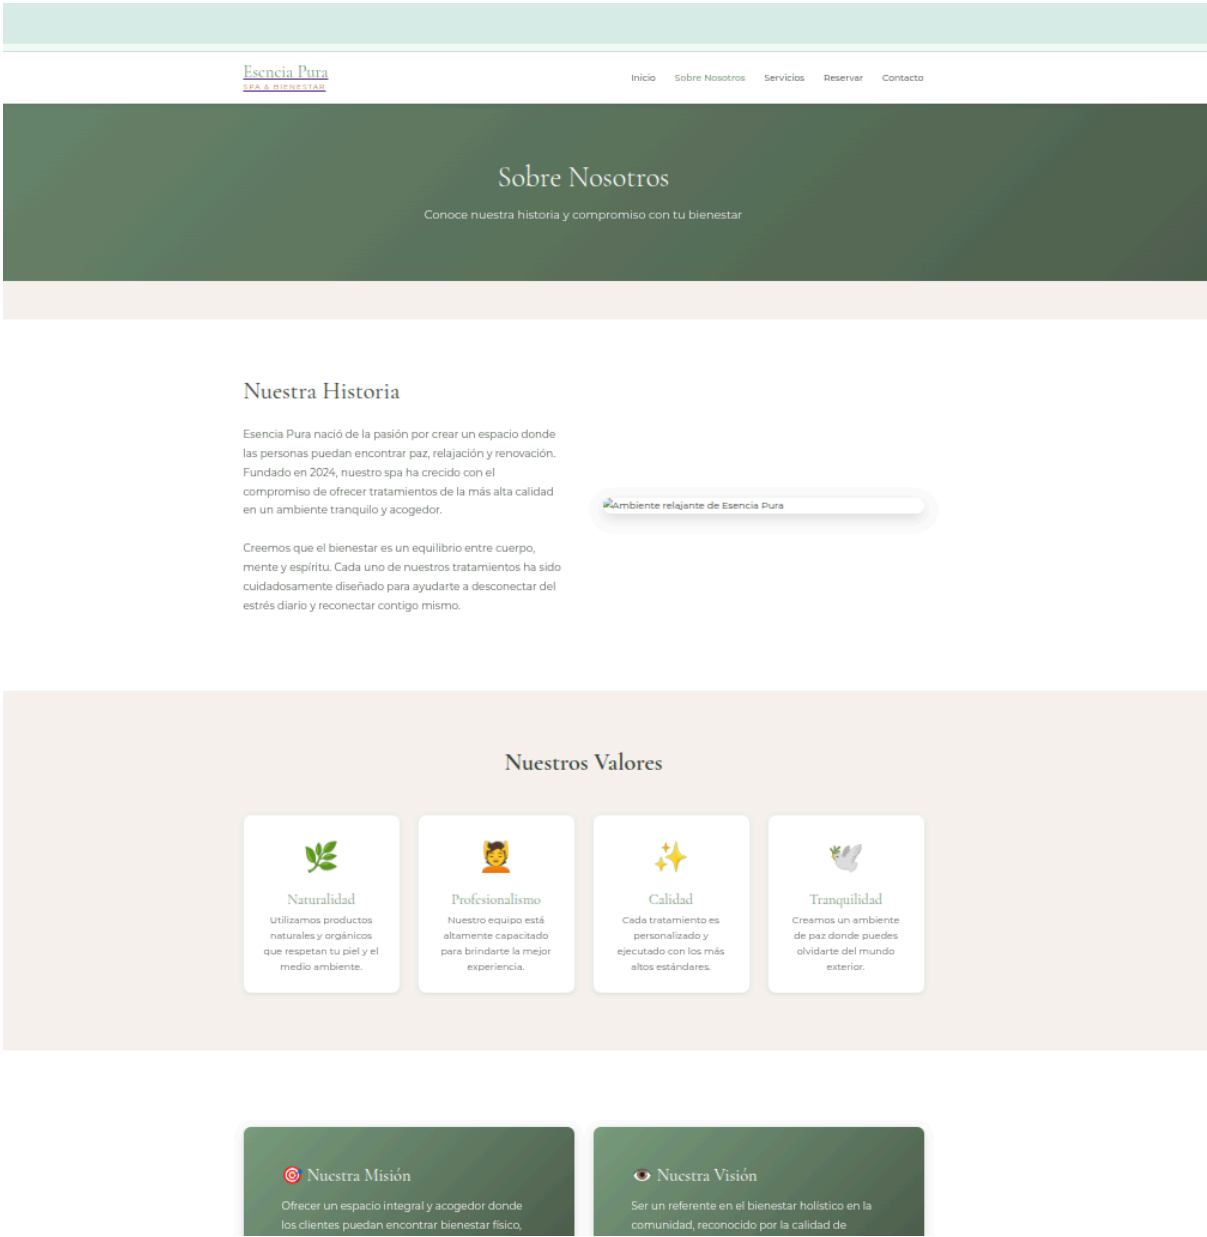 Esencia Pura
SPA & BIENESTAR
Inicio
Sobre Nosotros
Servicios
Reservar
Contacto
Sobre Nosotros
Conoce nuestra historia y compromiso con tu bienestar
Nuestra Historia
Esencia Pura nació de la pasión por crear un espacio donde
las personas puedan encontrar paz, relajación y renovación.
Fundado en 2024, nuestro spa ha crecido con el
compromiso de ofrecer tratamientos de la más alta calidad
en un ambiente tranquilo y acogedor.
Creemos que el bienestar es un equilibrio entre cuerpo,
mente y espíritu. Cada uno de nuestros tratamientos ha sido
cuidadosamente diseñado para ayudarte a desconectar del
estrés diario y reconectar contigo mismo.
Ambiente relajante de Esencia Pura
Nuestros Valores
Naturalidad
Utilizamos productos
naturales y orgánicos
que respetan tu piel y el
medio ambiente.
Profesionalismo
Nuestro equipo está
altamente capacitado
para brindarte la mejor
experiencia.
Calidad
Cada tratamiento es
personalizado y
ejecutado con los más
altos estándares.
Tranquilidad
Creamos un ambiente
de paz donde puedes
olvidarte del mundo
exterior.
Nuestra Misión
Ofrecer un espacio integral y acogedor donde
los clientes puedan encontrar bienestar físico,
Nuestra Visión
Ser un referente en el bienestar holístico en la
comunidad, reconocido por la calidad de